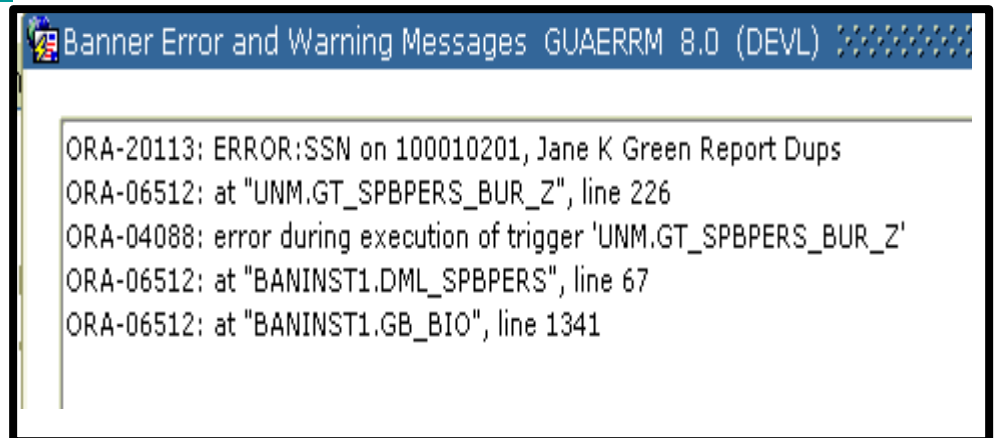 Banner Error and Warning Messages GUAERRM 8.0 (DEVL)
ORA-20113: ERROR:SSN on 100010201, Jane K Green Report Dups
ORA-06512: at "UNM.GT_SPBPERS_BUR_Z", line 226
ORA-04088: error during execution of trigger 'UNM.GT_SPBPERS_BUR_Z'
ORA-06512: at "BANINST1.DML_SPBPERS", line 67
ORA-06512: at "BANINST1.GB_BIO", line 1341